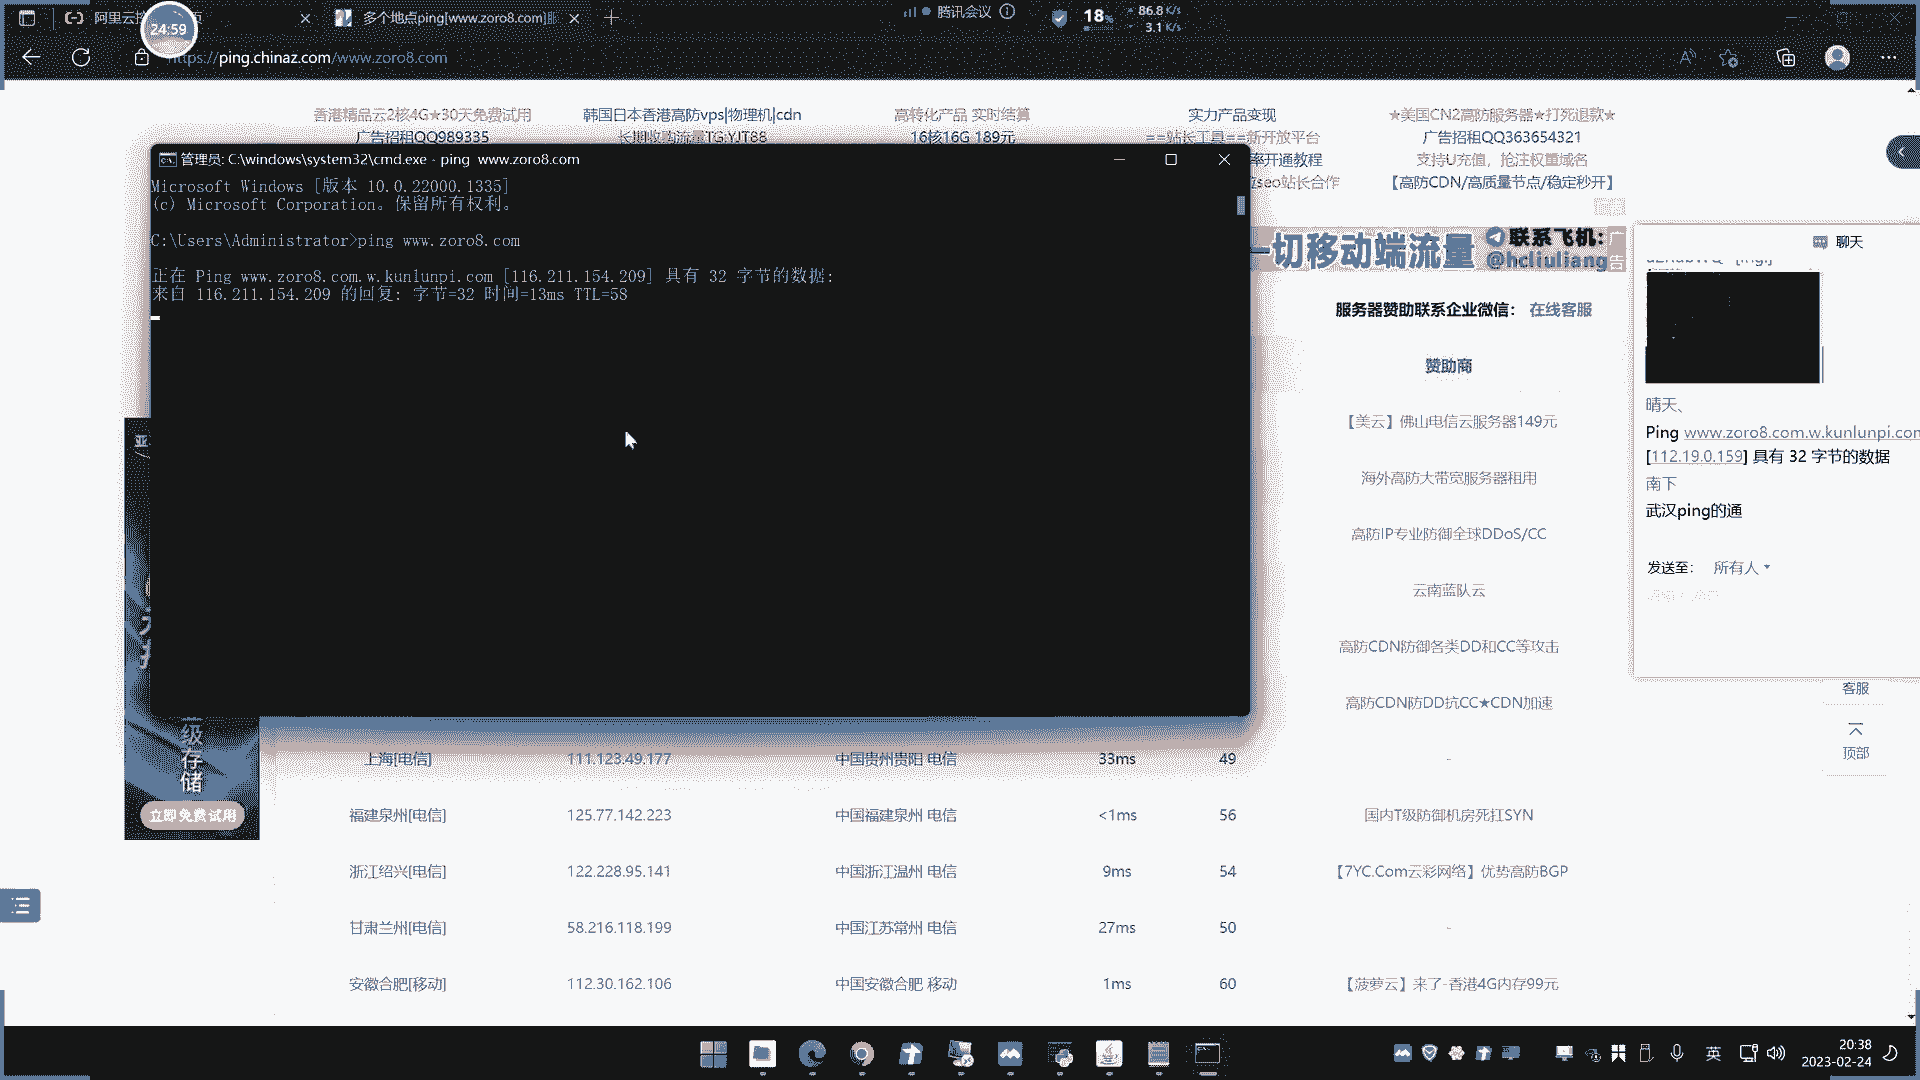 阿里云控
页
多个地点ping[www.zoro8.com]服
24:59
腾讯会议
18%
86.8 K/s
3.1 K/s
https://ping.chinaz.com/www.zoro8.com
香港精品云2核4G★30天免费试用
韩国日本香港高防vps|物理机|cdn
高转化产品 实时结算
实力产品变现
★美国CN2高防服务器★打死退款★
广告招租QQ989335
长期收购流量TG:YJT88
16核16G 189元
==站长工具==新开放平台
广告招租QQ363654321
率开通教程
支持U充值，抢注权重域名
seo站长合作
【高防CDN/高质量节点/稳定秒开】
管理员: C:\windows\system32\cmd.exe - ping  www.zoro8.com
Microsoft Windows [版本 10.0.22000.1335]
(c) Microsoft Corporation。保留所有权利。
C:\Users\Administrator>ping www.zoro8.com
正在 Ping www.zoro8.com.w.kunlunpi.com [116.211.154.209] 具有 32 字节的数据:
来自 116.211.154.209 的回复: 字节=32 时间=13ms TTL=58
一切移动端流量
联系飞机:
@hcliuliang
广告
服务器赞助联系企业微信： 在线客服
赞助商
【美云】佛山电信云服务器149元
海外高防大带宽服务器租用
高防IP专业防御全球DDoS/CC
云南蓝队云
高防CDN防御各类DD和CC等攻击
高防CDN防DD抗CC★CDN加速
聊天
晴天、
Ping www.zoro8.com.w.kunlunpi.com
[112.19.0.159] 具有 32 字节的数据
南下
武汉ping的通
发送至： 所有人
客服
顶部
亚
级存储
立即免费试用
上海[电信] 111.123.49.177 中国贵州贵阳 电信 33ms 49 -
福建泉州[电信] 125.77.142.223 中国福建泉州 电信 <1ms 56 国内T级防御机房死扛SYN
浙江绍兴[电信] 122.228.95.141 中国浙江温州 电信 9ms 54 【7YC.Com云彩网络】优势高防BGP
甘肃兰州[电信] 58.216.118.199 中国江苏常州 电信 27ms 50 -
安徽合肥[移动] 112.30.162.106 中国安徽合肥 移动 1ms 60 【菠萝云】来了-香港4G内存99元
英
20:38
2023-02-24